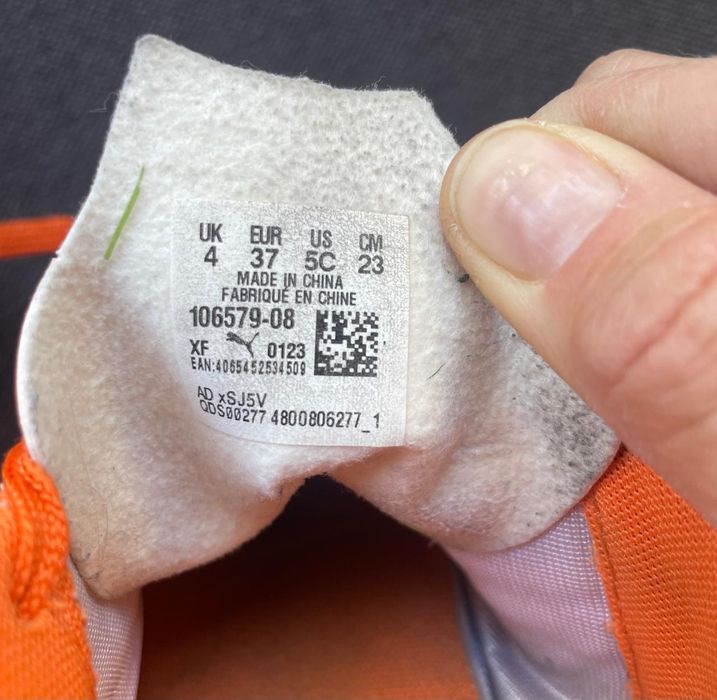 UK EUR US CM
4 37 5C 23
MADE IN CHINA
FABRIQUÉ EN CHINE
106579-08
XF 0123
EAN:4065452534509
AD xSJ5V
QDS00277 4800806277_1